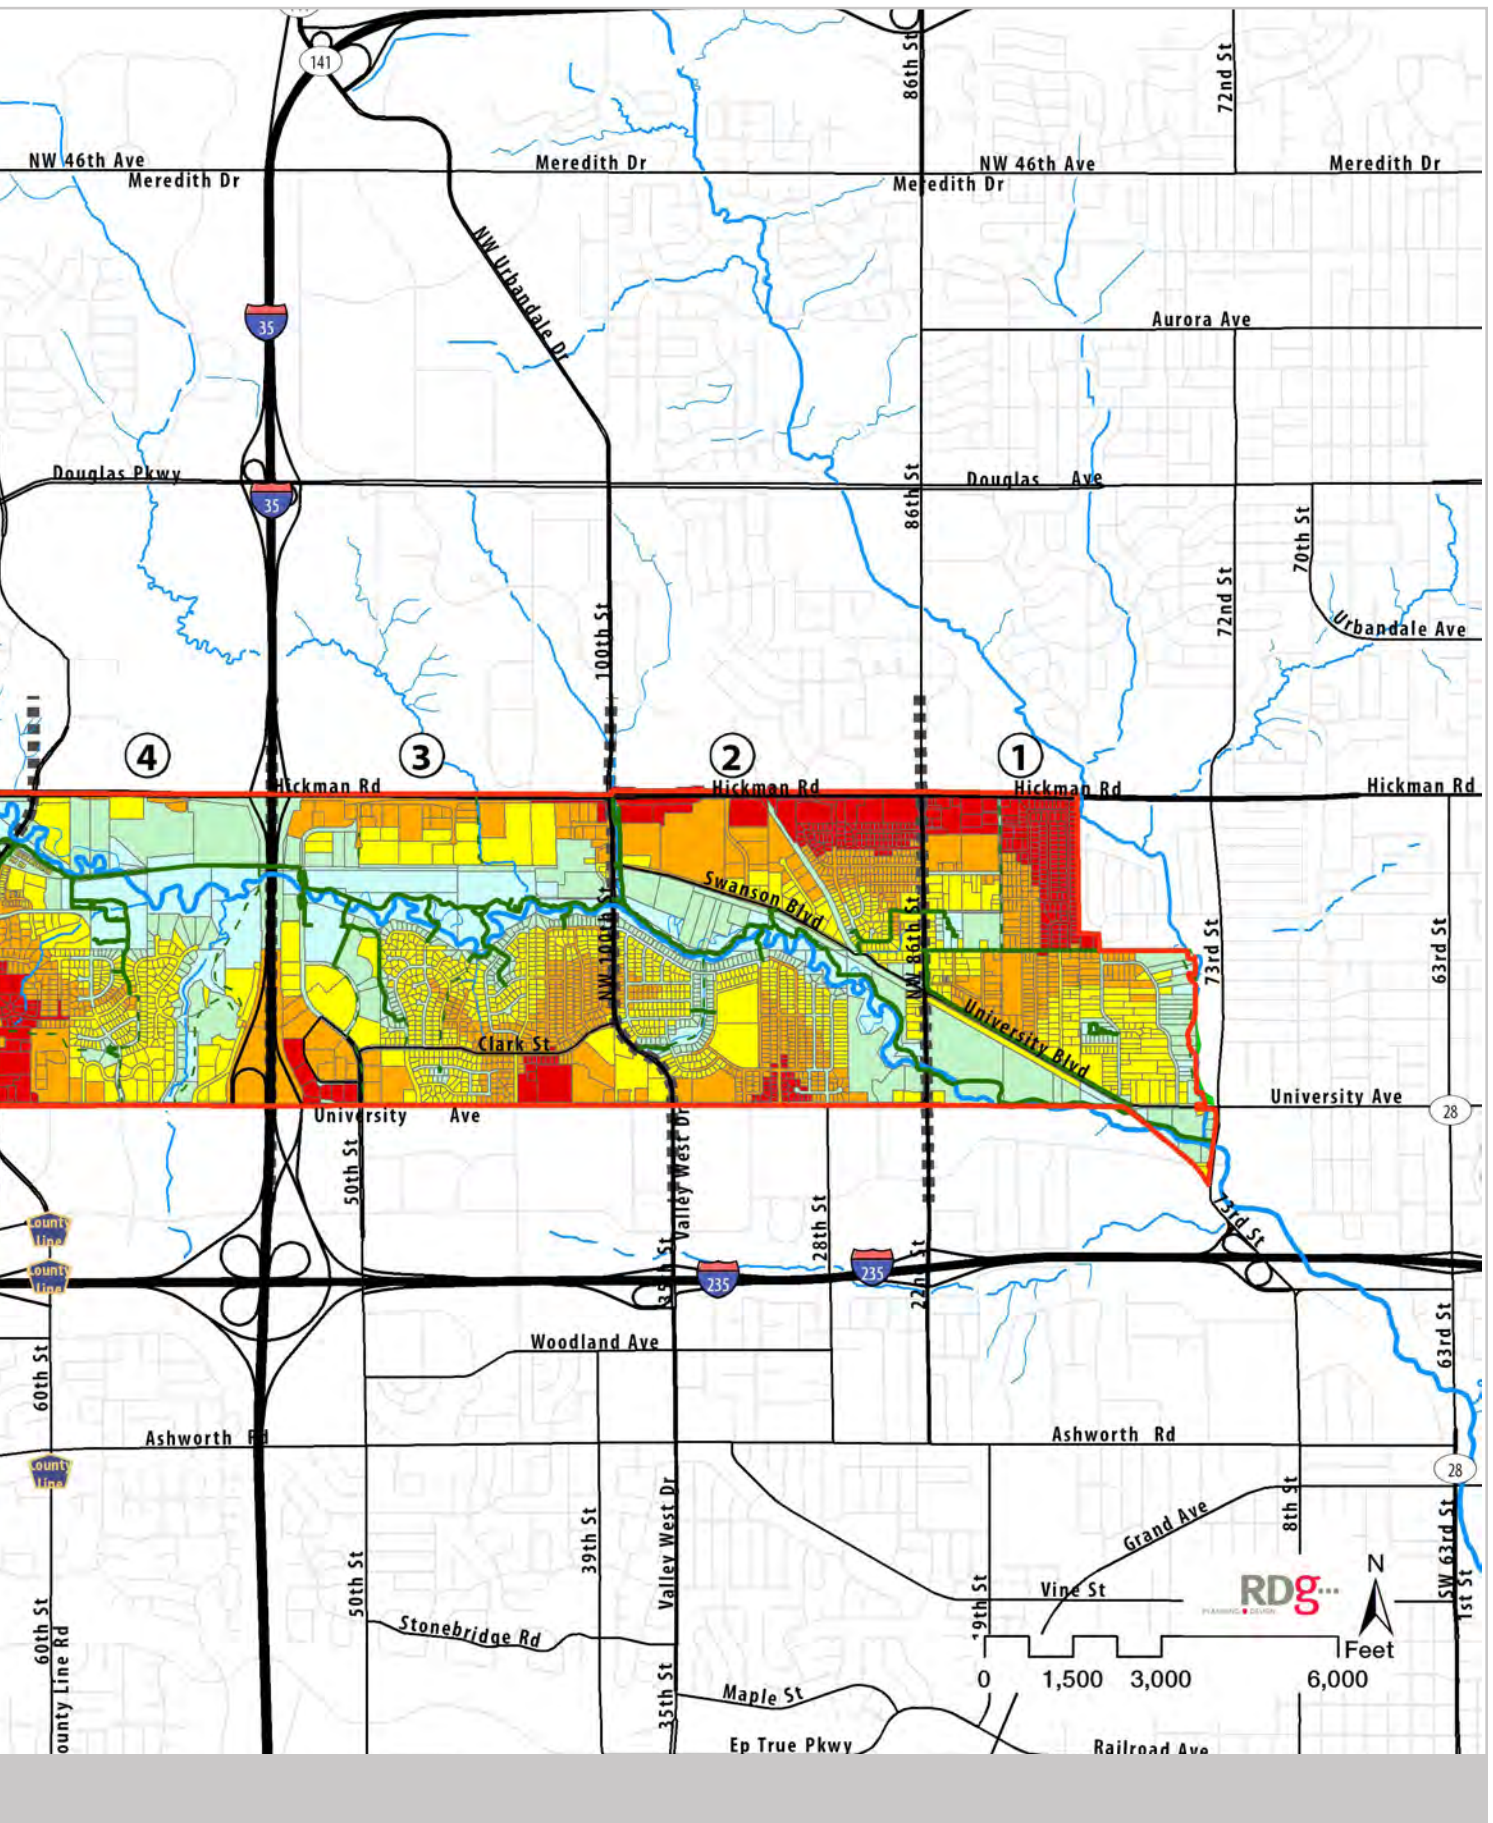 141
86th St
72nd St
NW 46th Ave
Meredith Dr
Meredith Dr
NW 46th Ave
Meredith Dr
Meredith Dr
NW Urbandale Dr
35
Aurora Ave
Douglas Pkwy
35
86th St
Douglas Ave
70th St
100th St
72nd St
Urbandale Ave
4
3
2
1
Hickman Rd
Hickman Rd
Hickman Rd
Hickman Rd
Swanson Blvd
NW 100th St
NW 86th St
73rd St
63rd St
Clark St
University Blvd
University Ave
University Ave
28
50th St
Valley West Dr
28th St
73rd St
County
Line
County
Line
35th St
235
235
22nd St
60th St
Woodland Ave
63rd St
Ashworth Rd
Ashworth Rd
County
Line
28
39th St
Valley West Dr
Grand Ave
8th St
50th St
19th St
Vine St
RDg...
PLANNING • DESIGN
N
SW 63rd St
1st St
60th St
Stonebridge Rd
Feet
0 1,500 3,000 6,000
ounty Line Rd
35th St
Maple St
Ep True Pkwy
Railroad Ave